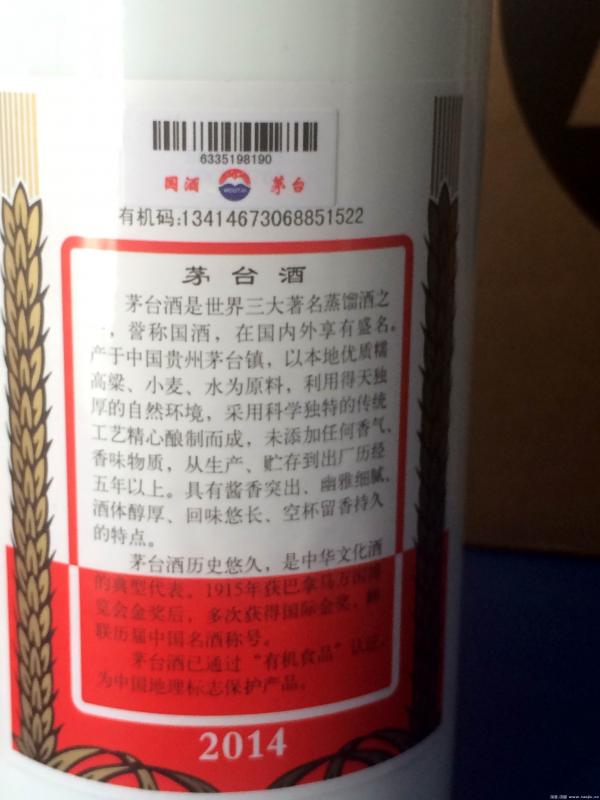 6335198190
国酒 MOUTAI 茅台
有机码:13414673068851522
茅台酒
茅台酒是世界三大著名蒸馏酒之
一，誉称国酒，在国内外享有盛名。
产于中国贵州茅台镇，以本地优质糯
高粱、小麦、水为原料，利用得天独
厚的自然环境，采用科学独特的传统
工艺精心酿制而成，未添加任何香气、
香味物质，从生产、贮存到出厂历经
五年以上。具有酱香突出、幽雅细腻、
酒体醇厚、回味悠长、空杯留香持久
的特点。
茅台酒历史悠久，是中华文化酒
的典型代表。1915年获巴拿马万国博
览会金奖后，多次获得国际金奖，蝉
联历届中国名酒称号。
茅台酒已通过“有机食品”认证，
为中国地理标志保护产品。
2014